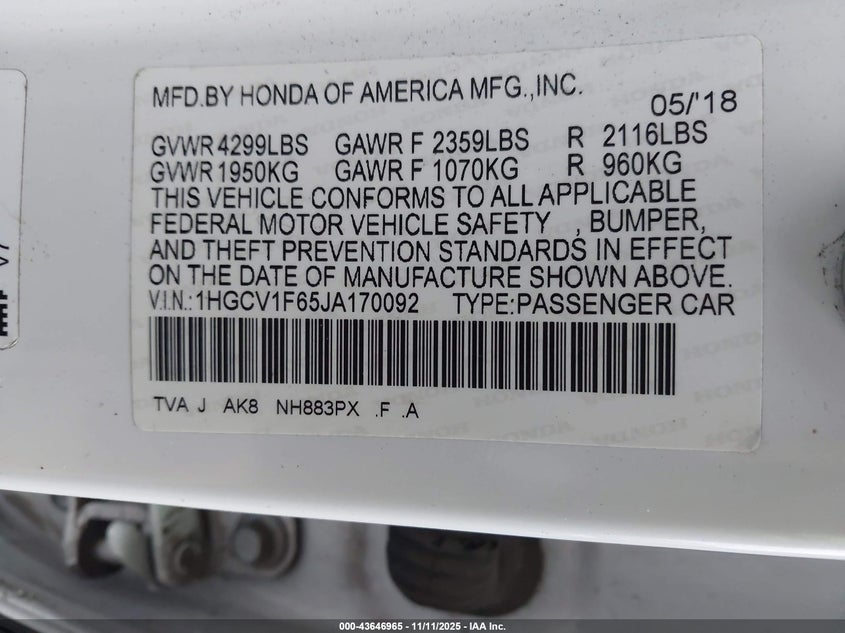 MFD.BY HONDA OF AMERICA MFG.,INC. 05/'18
GVWR 4299LBS GAWR F 2359LBS R 2116LBS
GVWR 1950KG GAWR F 1070KG R 960KG
THIS VEHICLE CONFORMS TO ALL APPLICABLE
FEDERAL MOTOR VEHICLE SAFETY , BUMPER,
AND THEFT PREVENTION STANDARDS IN EFFECT
ON THE DATE OF MANUFACTURE SHOWN ABOVE.
V.I.N.:1HGCV1F65JA170092 TYPE:PASSENGER CAR
TVA J AK8 NH883PX .F .A
000-43646965 - 11/11/2025 - IAA Inc.